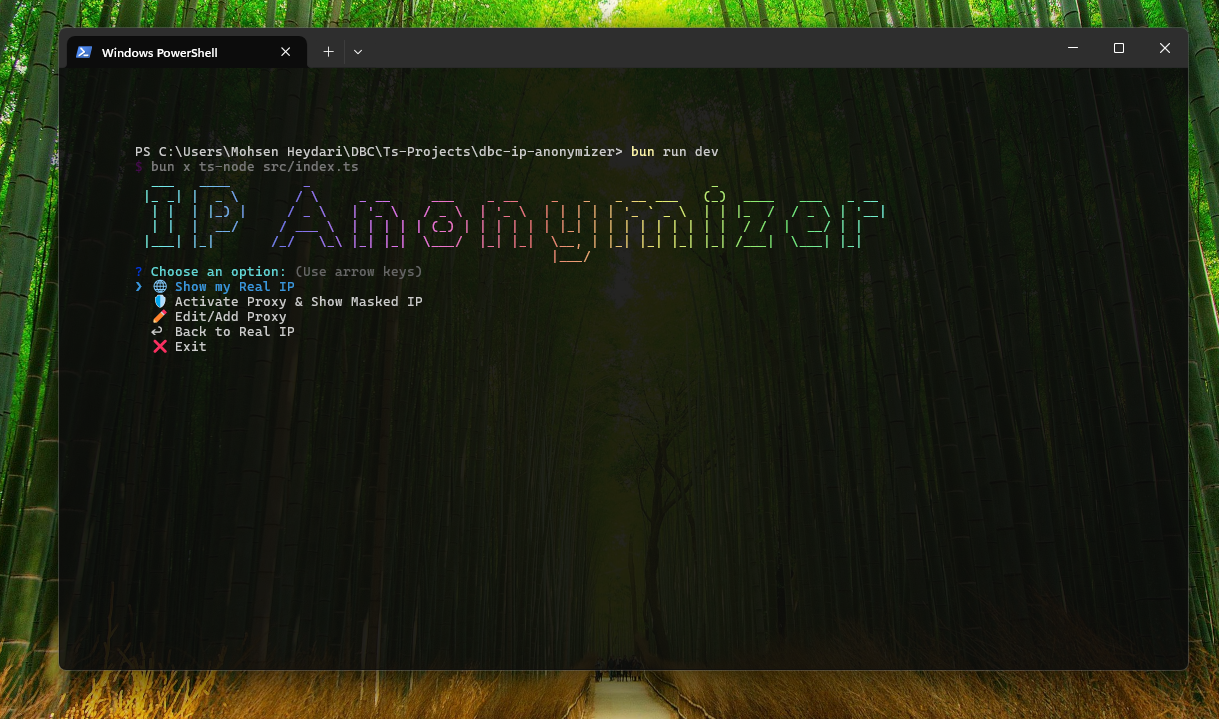 Windows PowerShell
PS C:\Users\Mohsen Heydari\DBC\Ts-Projects\dbc-ip-anonymizer> bun run dev
$ bun x ts-node src/index.ts
IP Anonymizer
? Choose an option: (Use arrow keys)
❯ 🌐 Show my Real IP
🛡️ Activate Proxy & Show Masked IP
✏️ Edit/Add Proxy
↩ Back to Real IP
❌ Exit